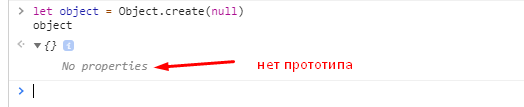 let object = Object.create(null)
object
{} i
No properties
нет прототипа